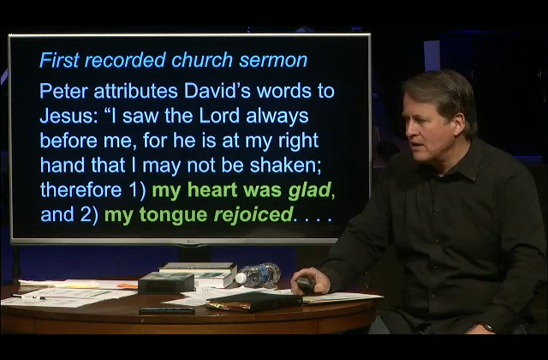 First recorded church sermon
Peter attributes David's words to
Jesus: “I saw the Lord always
before me, for he is at my right
hand that I may not be shaken;
therefore 1) my heart was glad,
and 2) my tongue rejoiced. . . .